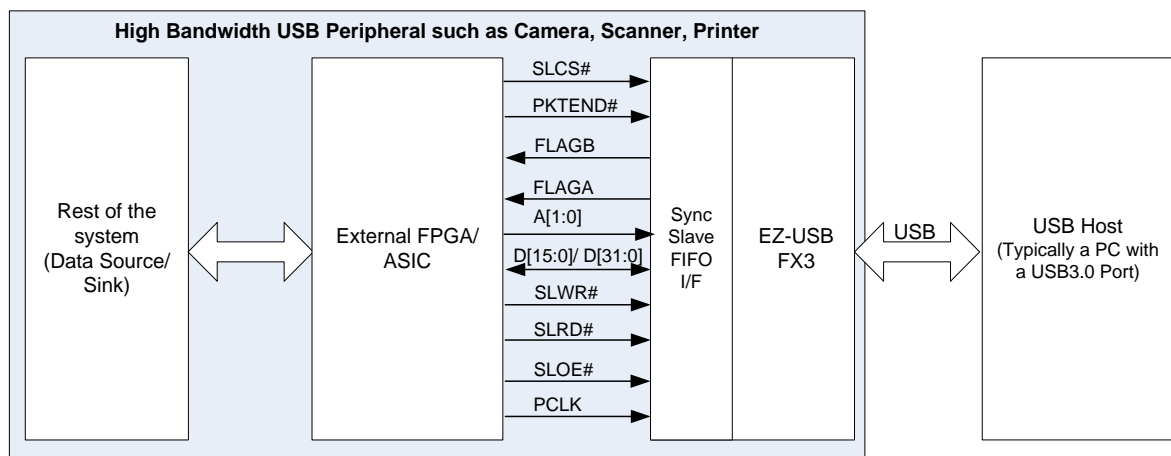 High Bandwidth USB Peripheral such as Camera, Scanner, Printer
Rest of the
system
(Data Source/
Sink)
External FPGA/
ASIC
SLCS#
PKTEND#
FLAGB
FLAGA
A[1:0]
D[15:0]/ D[31:0]
SLWR#
SLRD#
SLOE#
PCLK
Sync
Slave
FIFO
I/F
EZ-USB
FX3
USB
USB Host
(Typically a PC with
a USB3.0 Port)